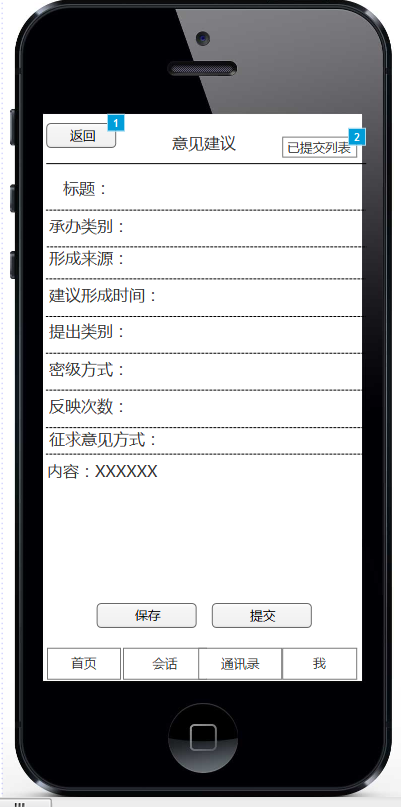 1
返回
意见建议
2
已提交列表
标题：
承办类别：
形成来源：
建议形成时间：
提出类别：
密级方式：
反映次数：
征求意见方式：
内容：XXXXXX
保存 提交
首页 会话 通讯录 我